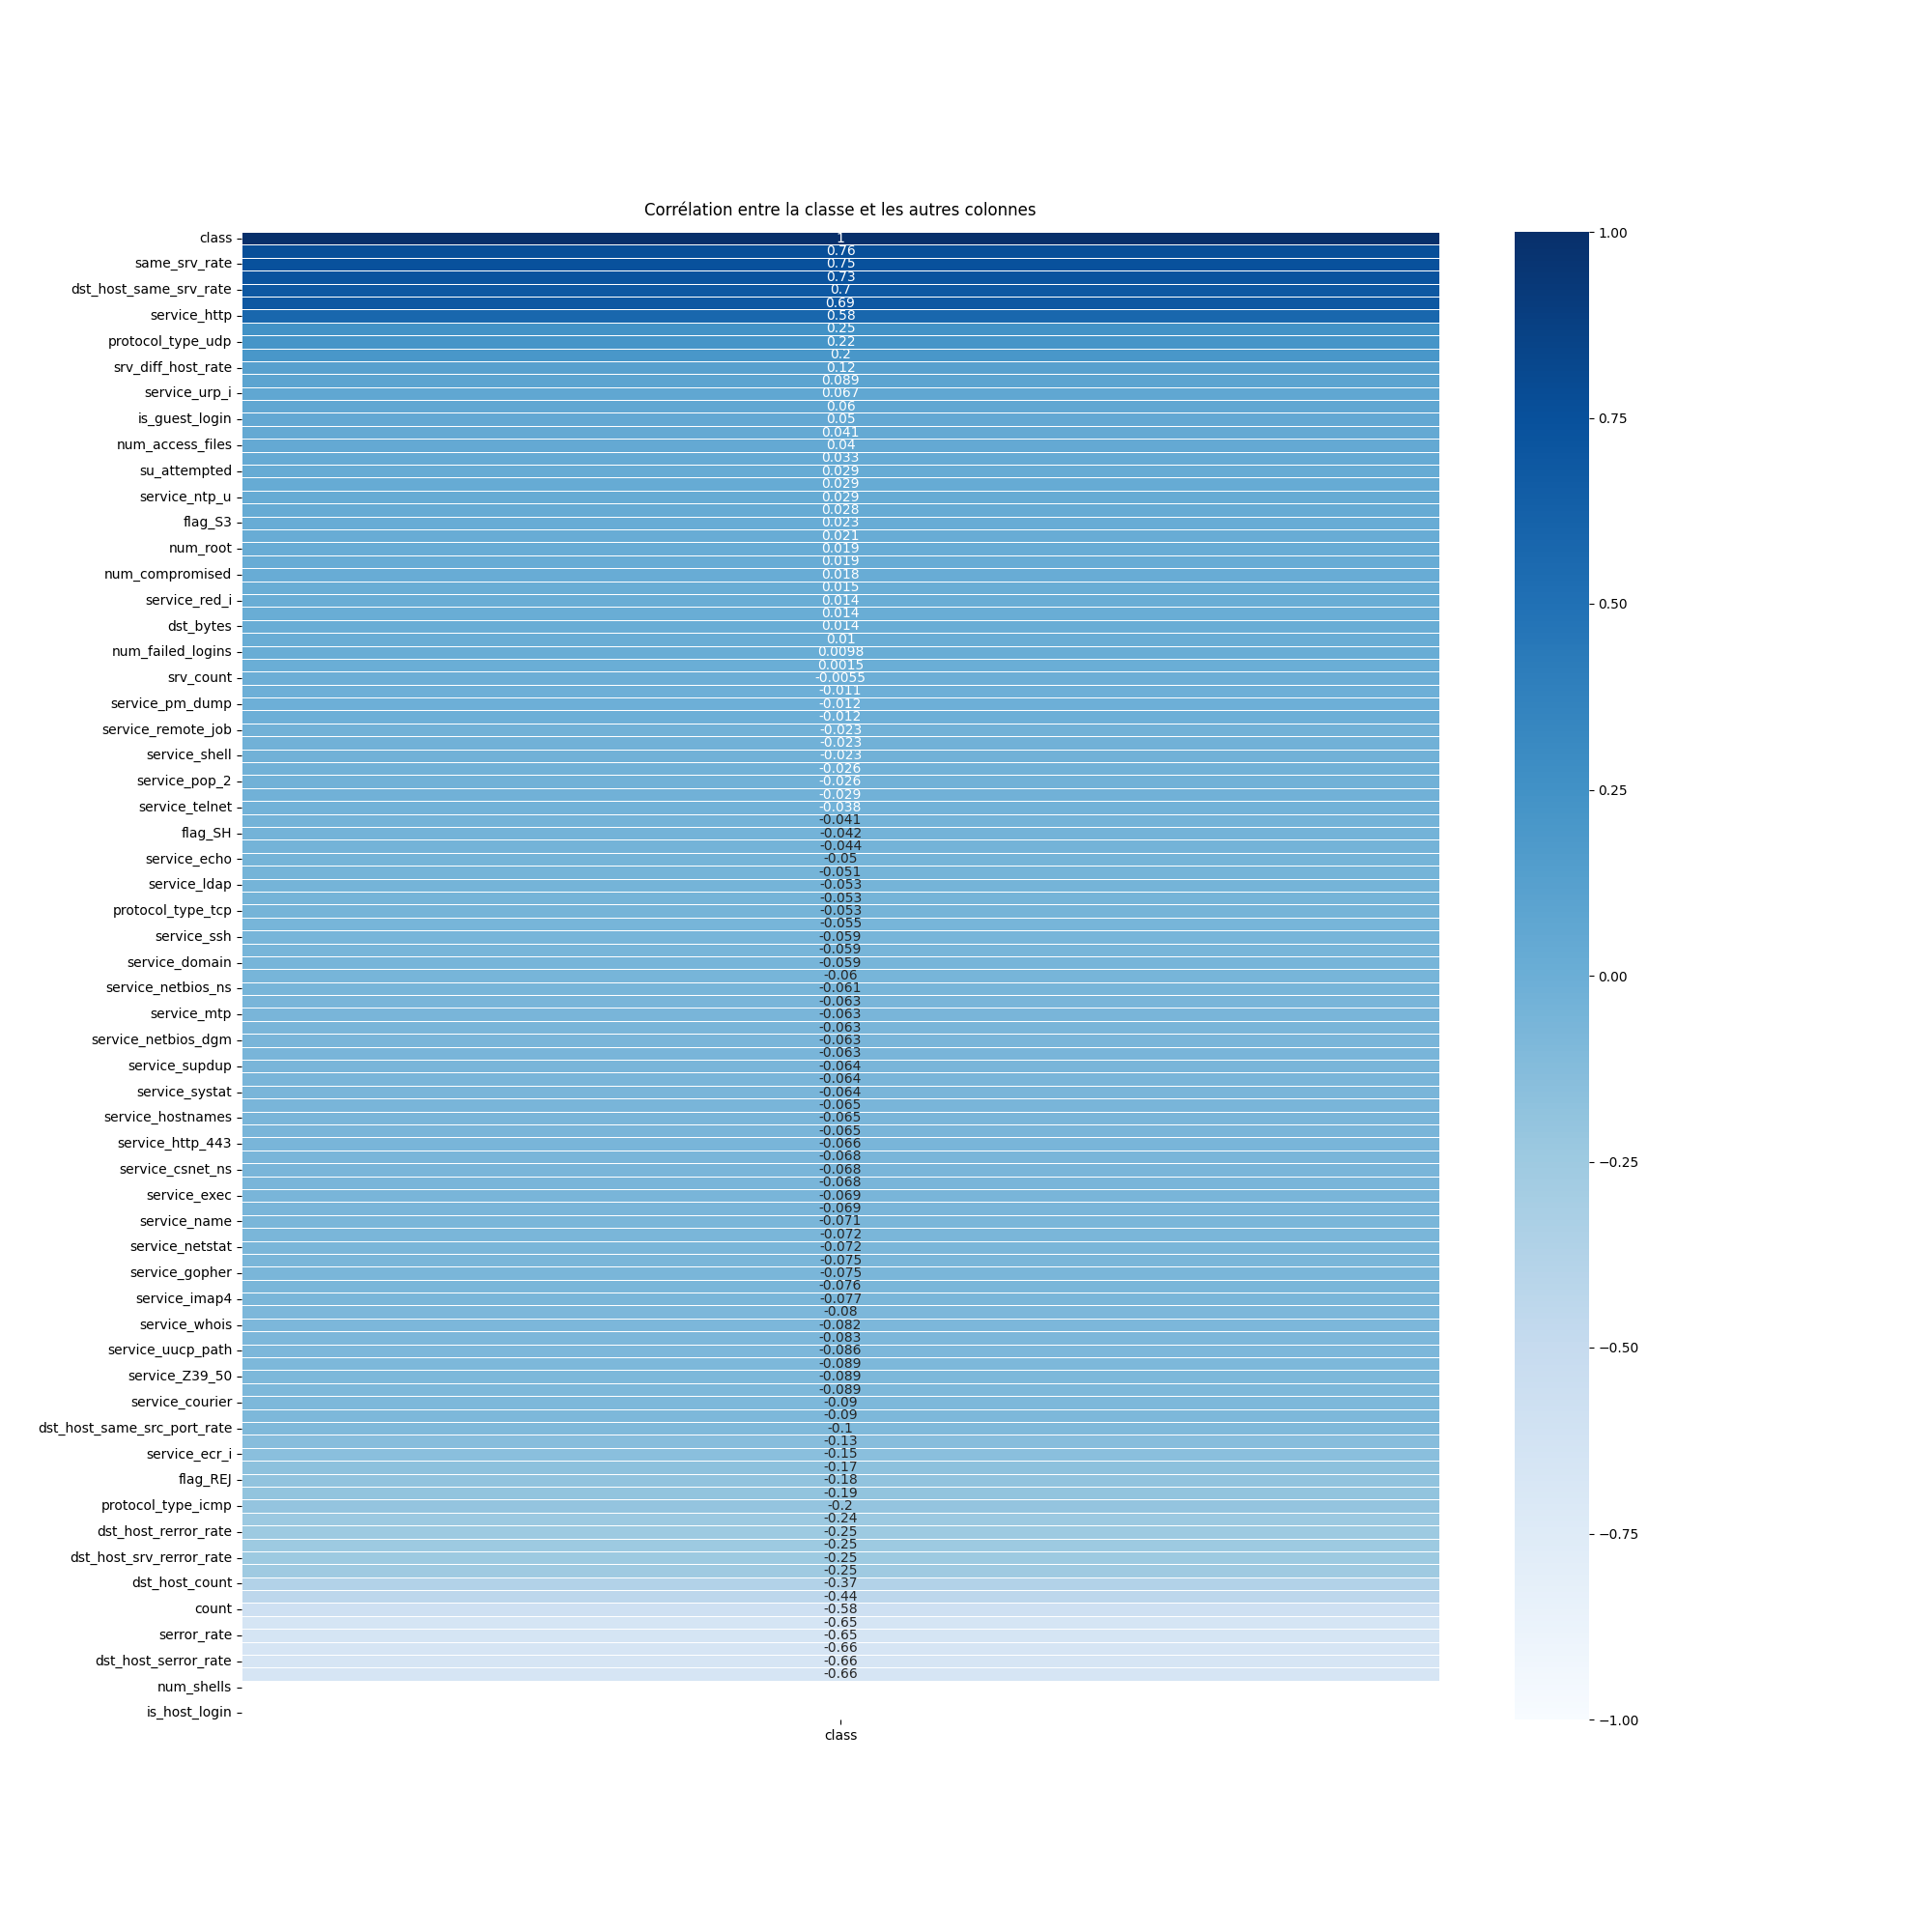 Corrélation entre la classe et les autres colonnes
class 1
0.76
same_srv_rate 0.75
0.73
dst_host_same_srv_rate 0.7
0.69
service_http 0.58
0.25
protocol_type_udp 0.22
0.2
srv_diff_host_rate 0.12
0.089
service_urp_i 0.067
0.06
is_guest_login 0.05
0.041
num_access_files 0.04
0.033
su_attempted 0.029
0.029
service_ntp_u 0.029
0.028
flag_S3 0.023
0.021
num_root 0.019
0.019
num_compromised 0.018
0.015
service_red_i 0.014
0.014
dst_bytes 0.014
0.01
num_failed_logins 0.0098
0.0015
srv_count -0.0055
-0.011
service_pm_dump -0.012
-0.012
service_remote_job -0.023
-0.023
service_shell -0.023
-0.026
service_pop_2 -0.026
-0.029
service_telnet -0.038
-0.041
flag_SH -0.042
-0.044
service_echo -0.05
-0.051
service_ldap -0.053
-0.053
protocol_type_tcp -0.053
-0.055
service_ssh -0.059
-0.059
service_domain -0.059
-0.06
service_netbios_ns -0.061
-0.063
service_mtp -0.063
-0.063
service_netbios_dgm -0.063
-0.063
service_supdup -0.064
-0.064
service_systat -0.064
-0.065
service_hostnames -0.065
-0.065
service_http_443 -0.066
-0.068
service_csnet_ns -0.068
-0.068
service_exec -0.069
-0.069
service_name -0.071
-0.072
service_netstat -0.072
-0.075
service_gopher -0.075
-0.076
service_imap4 -0.077
-0.08
service_whois -0.082
-0.083
service_uucp_path -0.086
-0.089
service_Z39_50 -0.089
-0.089
service_courier -0.09
-0.09
dst_host_same_src_port_rate -0.1
-0.13
service_ecr_i -0.15
-0.17
flag_REJ -0.18
-0.19
protocol_type_icmp -0.2
-0.24
dst_host_rerror_rate -0.25
-0.25
dst_host_srv_rerror_rate -0.25
-0.25
dst_host_count -0.37
-0.44
count -0.58
-0.65
serror_rate -0.65
-0.66
dst_host_serror_rate -0.66
-0.66
num_shells
is_host_login
class
1.00
0.75
0.50
0.25
0.00
−0.25
−0.50
−0.75
−1.00